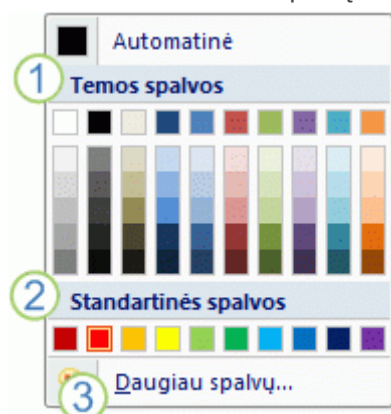 Automatinė
1 Temos spalvos
2 Standartinės spalvos
3 Daugiau spalvų...